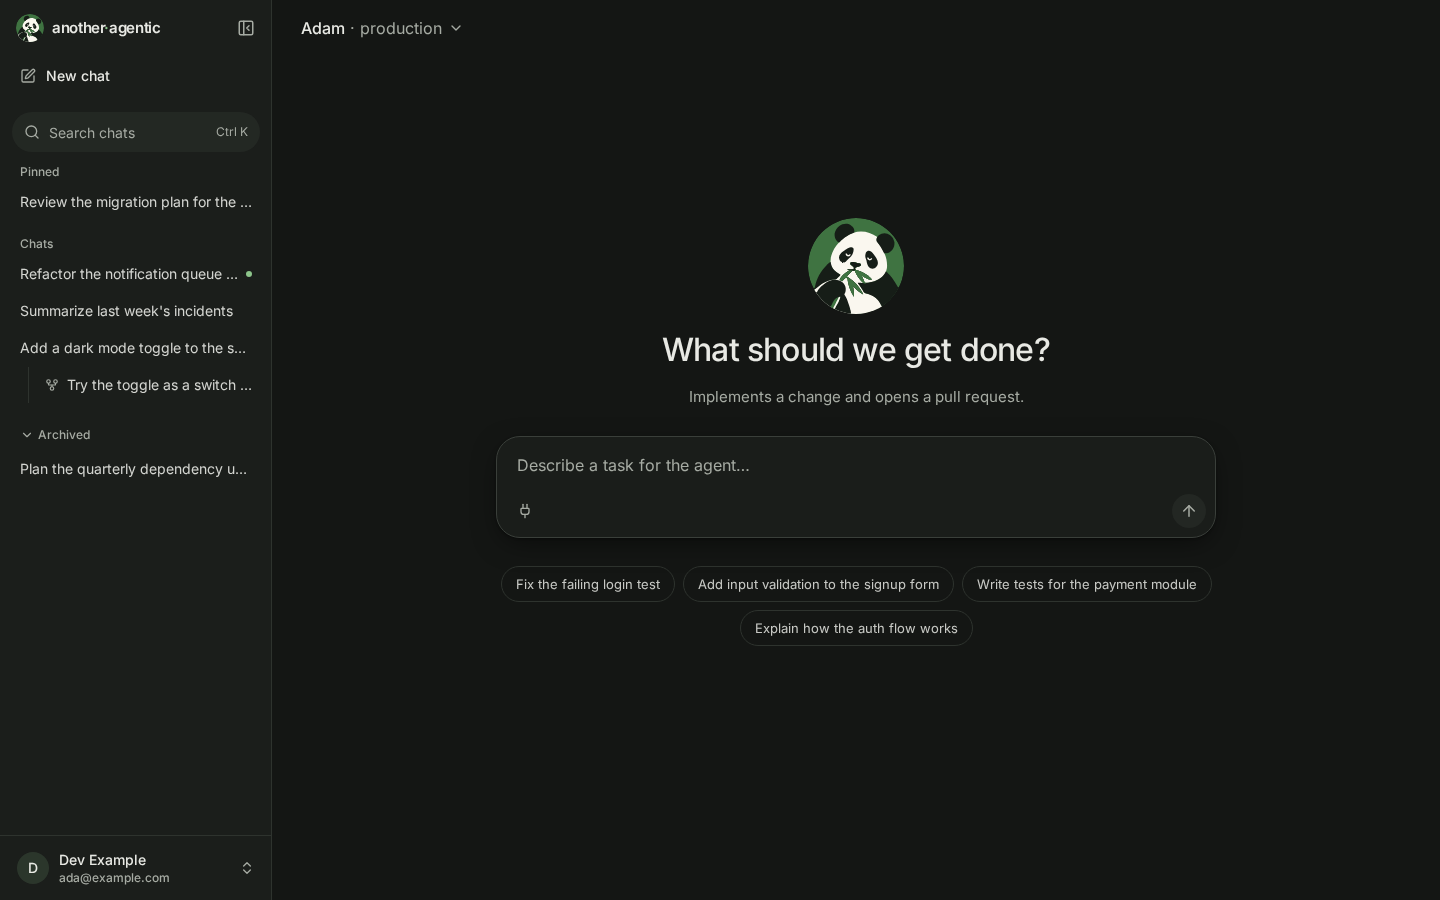 another·agentic
New chat
Search chats Ctrl K
Pinned
Review the migration plan for the ...
Chats
Refactor the notification queue ...
Summarize last week's incidents
Add a dark mode toggle to the s...
Try the toggle as a switch ...
Archived
Plan the quarterly dependency u...
D
Dev Example
ada@example.com
Adam · production
What should we get done?
Implements a change and opens a pull request.
Describe a task for the agent...
Fix the failing login test
Add input validation to the signup form
Write tests for the payment module
Explain how the auth flow works